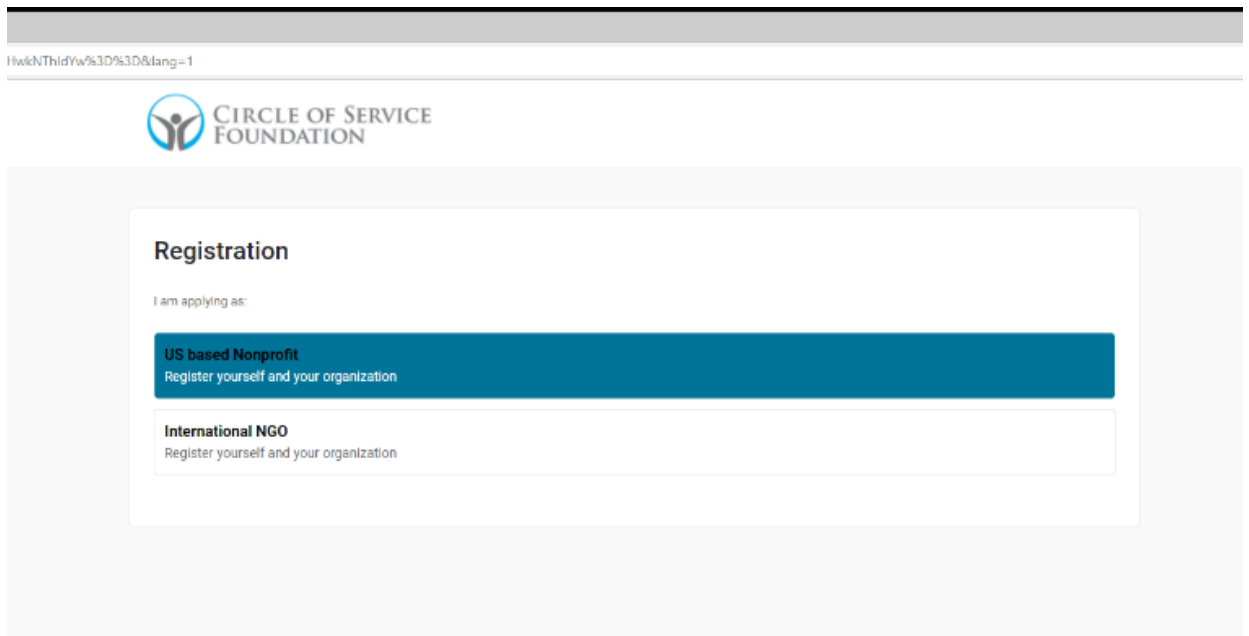 HwkNThIdYw%3D%3D&lang=1
CIRCLE OF SERVICE
FOUNDATION
Registration
I am applying as:
US based Nonprofit
Register yourself and your organization
International NGO
Register yourself and your organization